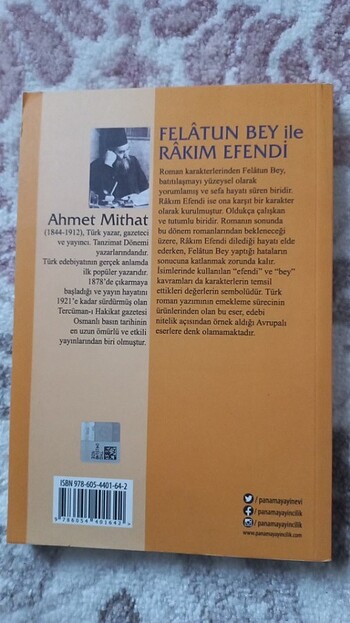 FELÂTUN BEY ile
RÂKIM EFENDİ
Roman karakterlerinden Felâtun Bey,
batılılaşmayı yüzeysel olarak
yorumlamış ve sefa hayatı süren biridir.
Râkım Efendi ise ona karşıt bir karakter
olarak kurulmuştur. Oldukça çalışkan
ve tutumlu biridir. Romanın sonunda
bu dönem romanlarından bekleneceği
üzere, Râkım Efendi dilediği hayatı elde
ederken, Felâtun Bey yaptığı hataların
sonucuna katlanmak zorunda kalır.
İsimlerinde kullanılan “efendi” ve “bey”
kavramları da karakterlerin temsil
ettikleri değerlerin sembolüdür. Türk
roman yazımının emekleme sürecinin
ürünlerinden olan bu eser, edebi
nitelik açısından örnek aldığı Avrupalı
eserlere denk olamamaktadır.
Ahmet Mithat
(1844-1912), Türk yazar, gazeteci
ve yayıncı. Tanzimat Dönemi
yazarlarındandır.
Türk edebiyatının gerçek anlamda
ilk popüler yazarıdır.
1878’de çıkarmaya
başladığı ve yayın hayatını
1921’e kadar sürdürmüş olan
Tercüman-ı Hakikat gazetesi
Osmanlı basın tarihinin
en uzun ömürlü ve etkili
yayınlarından biri olmuştur.
ISBN 978-605-4401-64-2
9 786054 401642
/ panamayayinevi
/ panamayayincilik
/ panamayayincilik
www.panamayayincilik.com